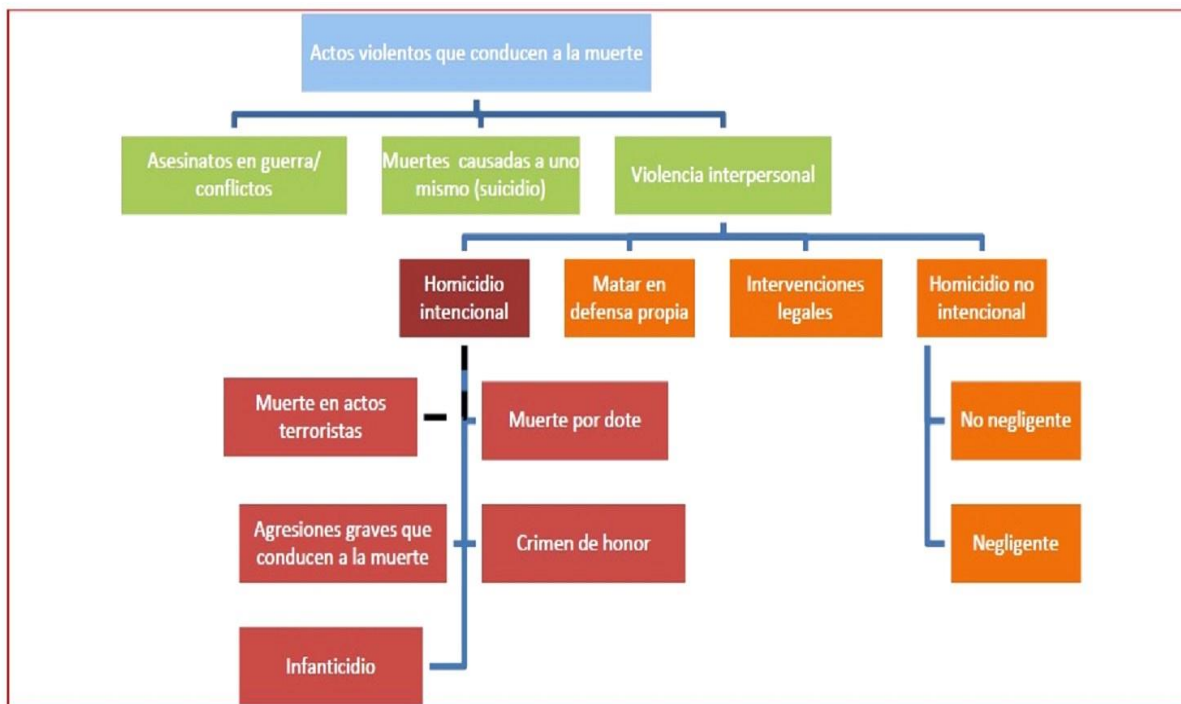 Actos violentos que conducen a la muerte
Asesinatos en guerra/
conflictos
Muertes causadas a uno
mismo (suicidio)
Violencia interpersonal
Homicidio
intencional
Matar en
defensa propia
Intervenciones
legales
Homicidio no
intencional
Muerte en actos
terroristas
Muerte por dote
No negligente
Agresiones graves que
conducen a la muerte
Crimen de honor
Negligente
Infanticidio